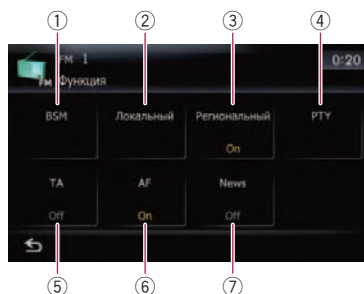 ① ② ③ ④
FM 1
0:20
FM Функция
BSM Локальный Региональный PTY
On
TA AF News
Off On Off
⑤ ⑥ ⑦